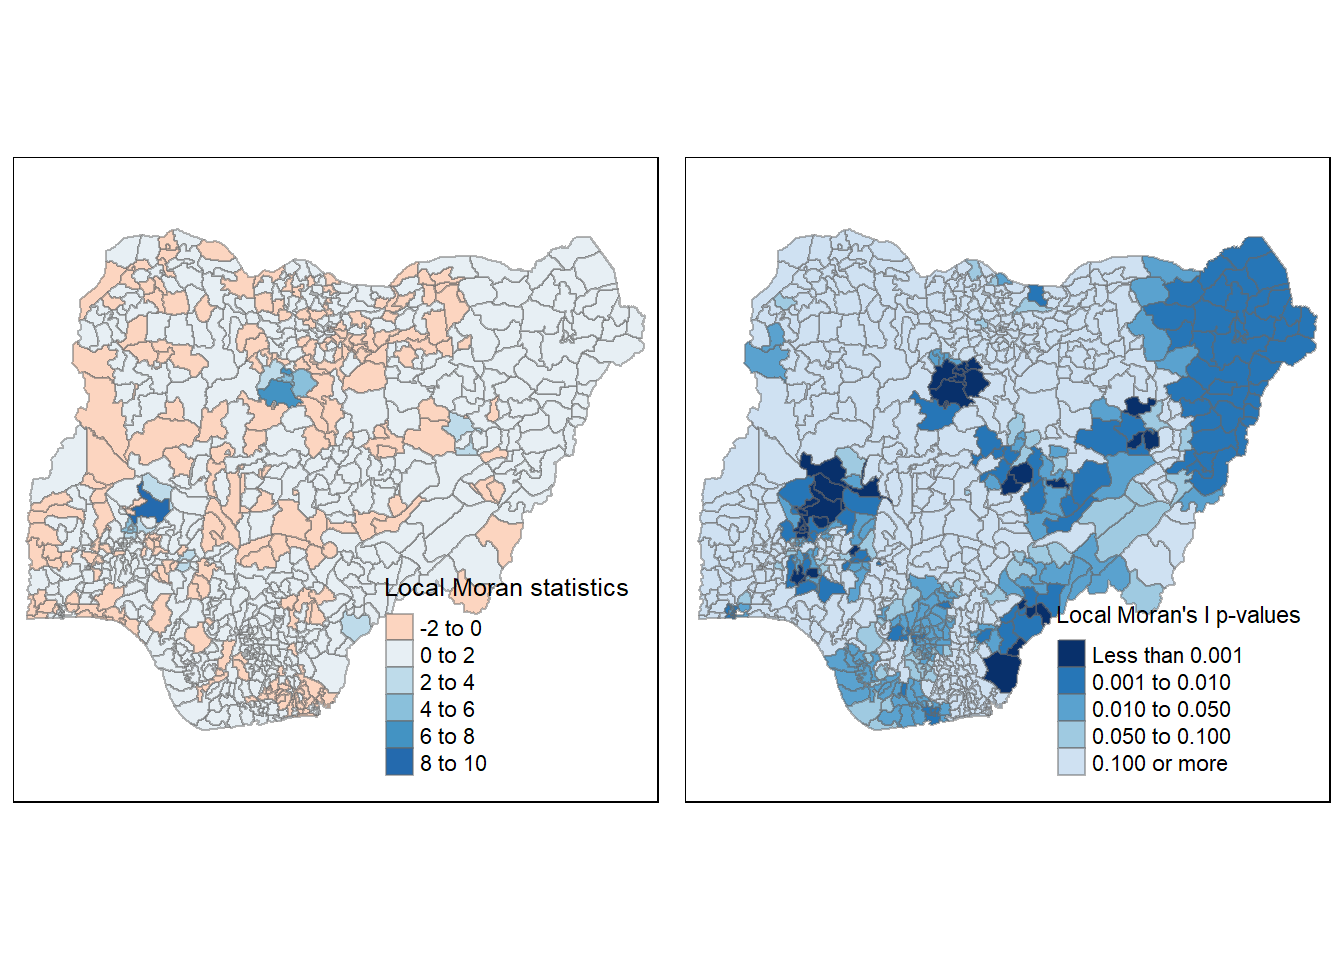 Local Moran statistics
-2 to 0
0 to 2
2 to 4
4 to 6
6 to 8
8 to 10
Local Moran's I p-values
Less than 0.001
0.001 to 0.010
0.010 to 0.050
0.050 to 0.100
0.100 or more